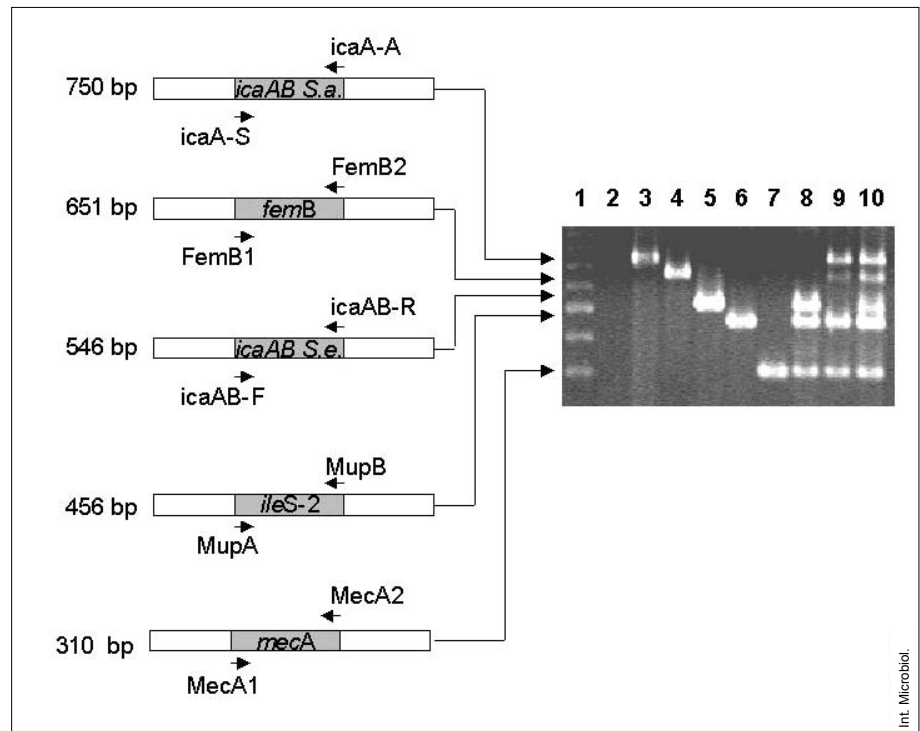 icaA-A
750 bp
icaAB S.a.
icaA-S
FemB2
651 bp
femB
FemB1
icaAB-R
546 bp
icaAB S.e.
icaAB-F
MupB
456 bp
ileS-2
MupA
MecA2
310 bp
mecA
MecA1
1 2 3 4 5 6 7 8 9 10
Int. Microbiol.